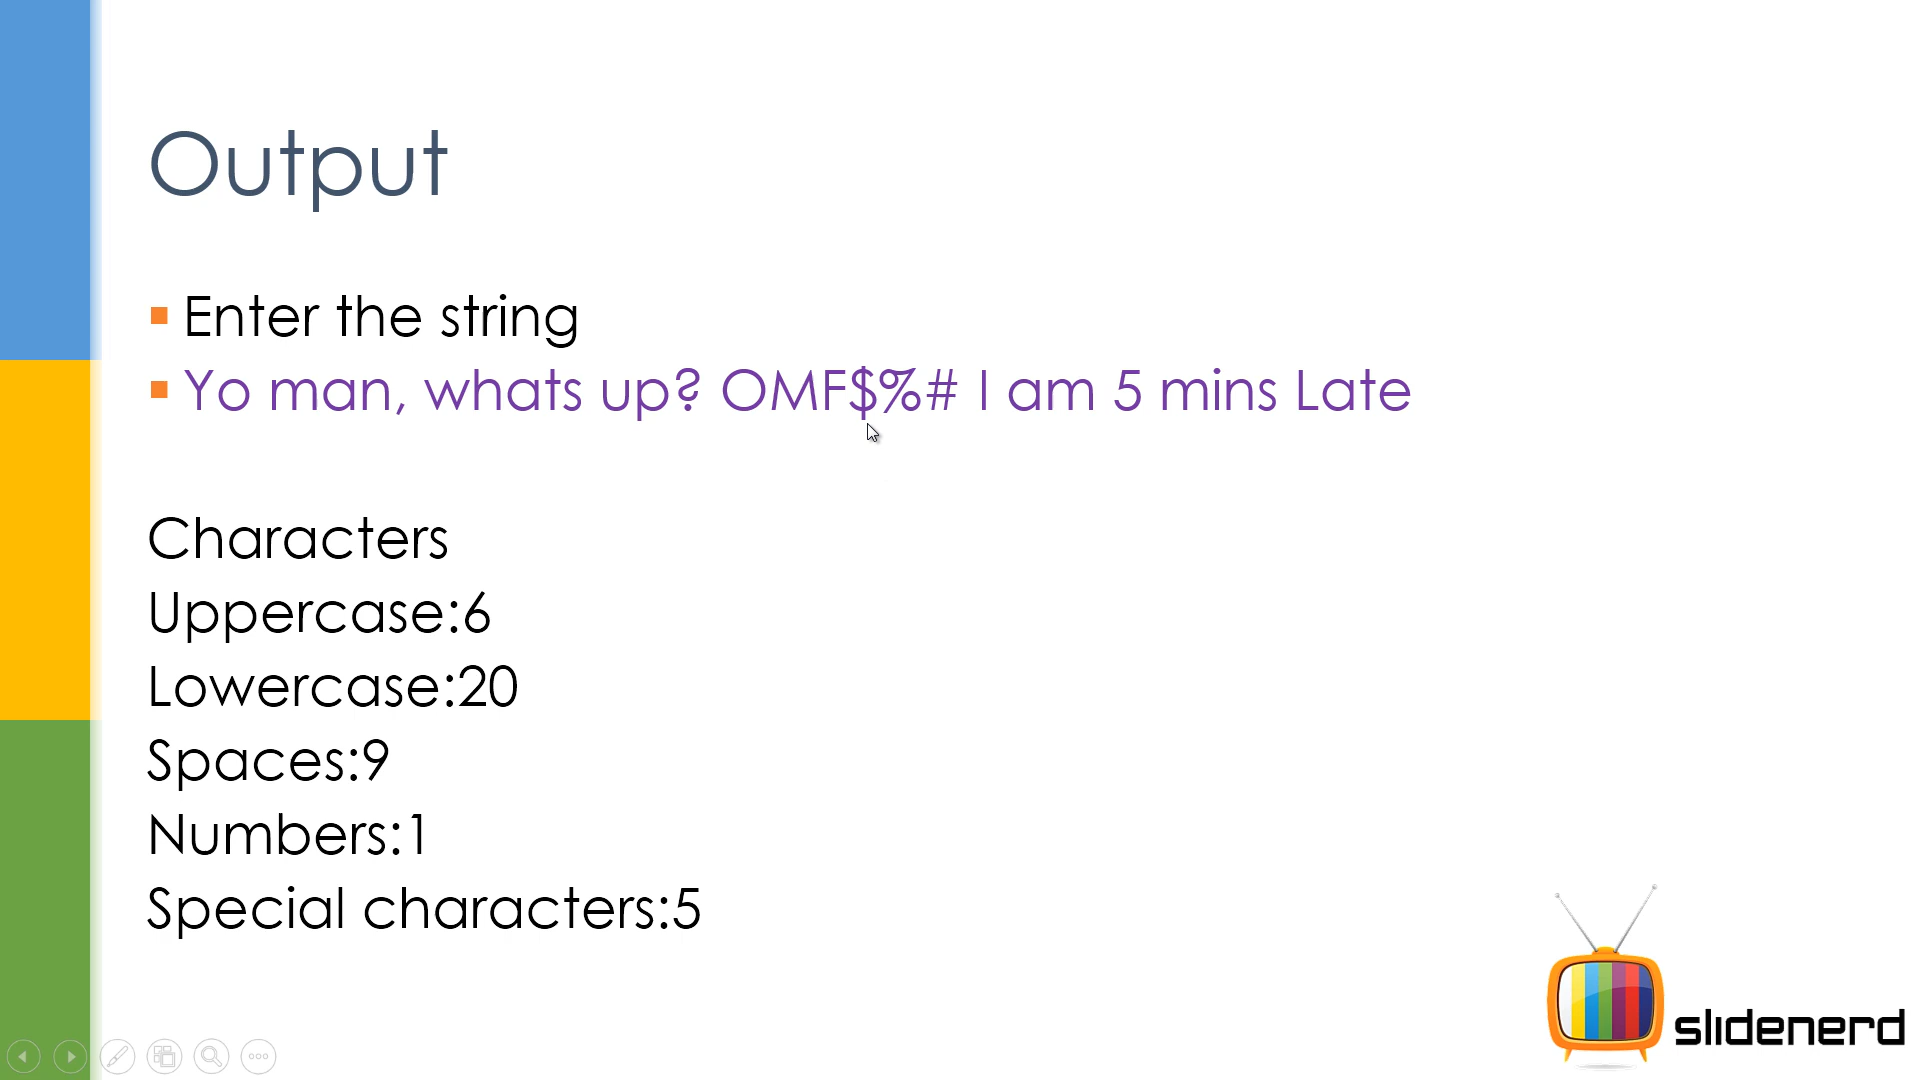 Output
Enter the string
Yo man, whats up? OMF$%# I am 5 mins Late
Characters
Uppercase:6
Lowercase:20
Spaces:9
Numbers:1
Special characters:5
slidenerd